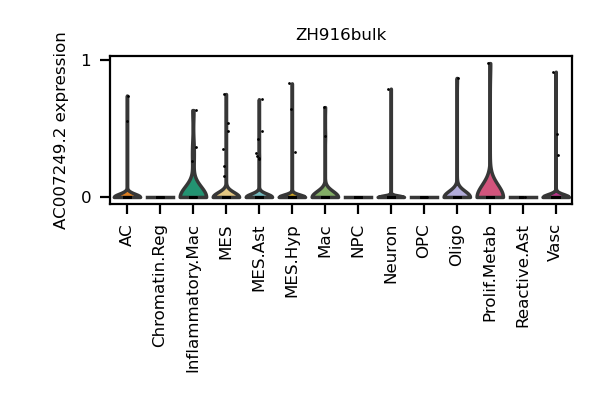 ZH916bulk
AC007249.2 expression
1
0
AC
Chromatin.Reg
Inflammatory.Mac
MES
MES.Ast
MES.Hyp
Mac
NPC
Neuron
OPC
Oligo
Prolif.Metab
Reactive.Ast
Vasc